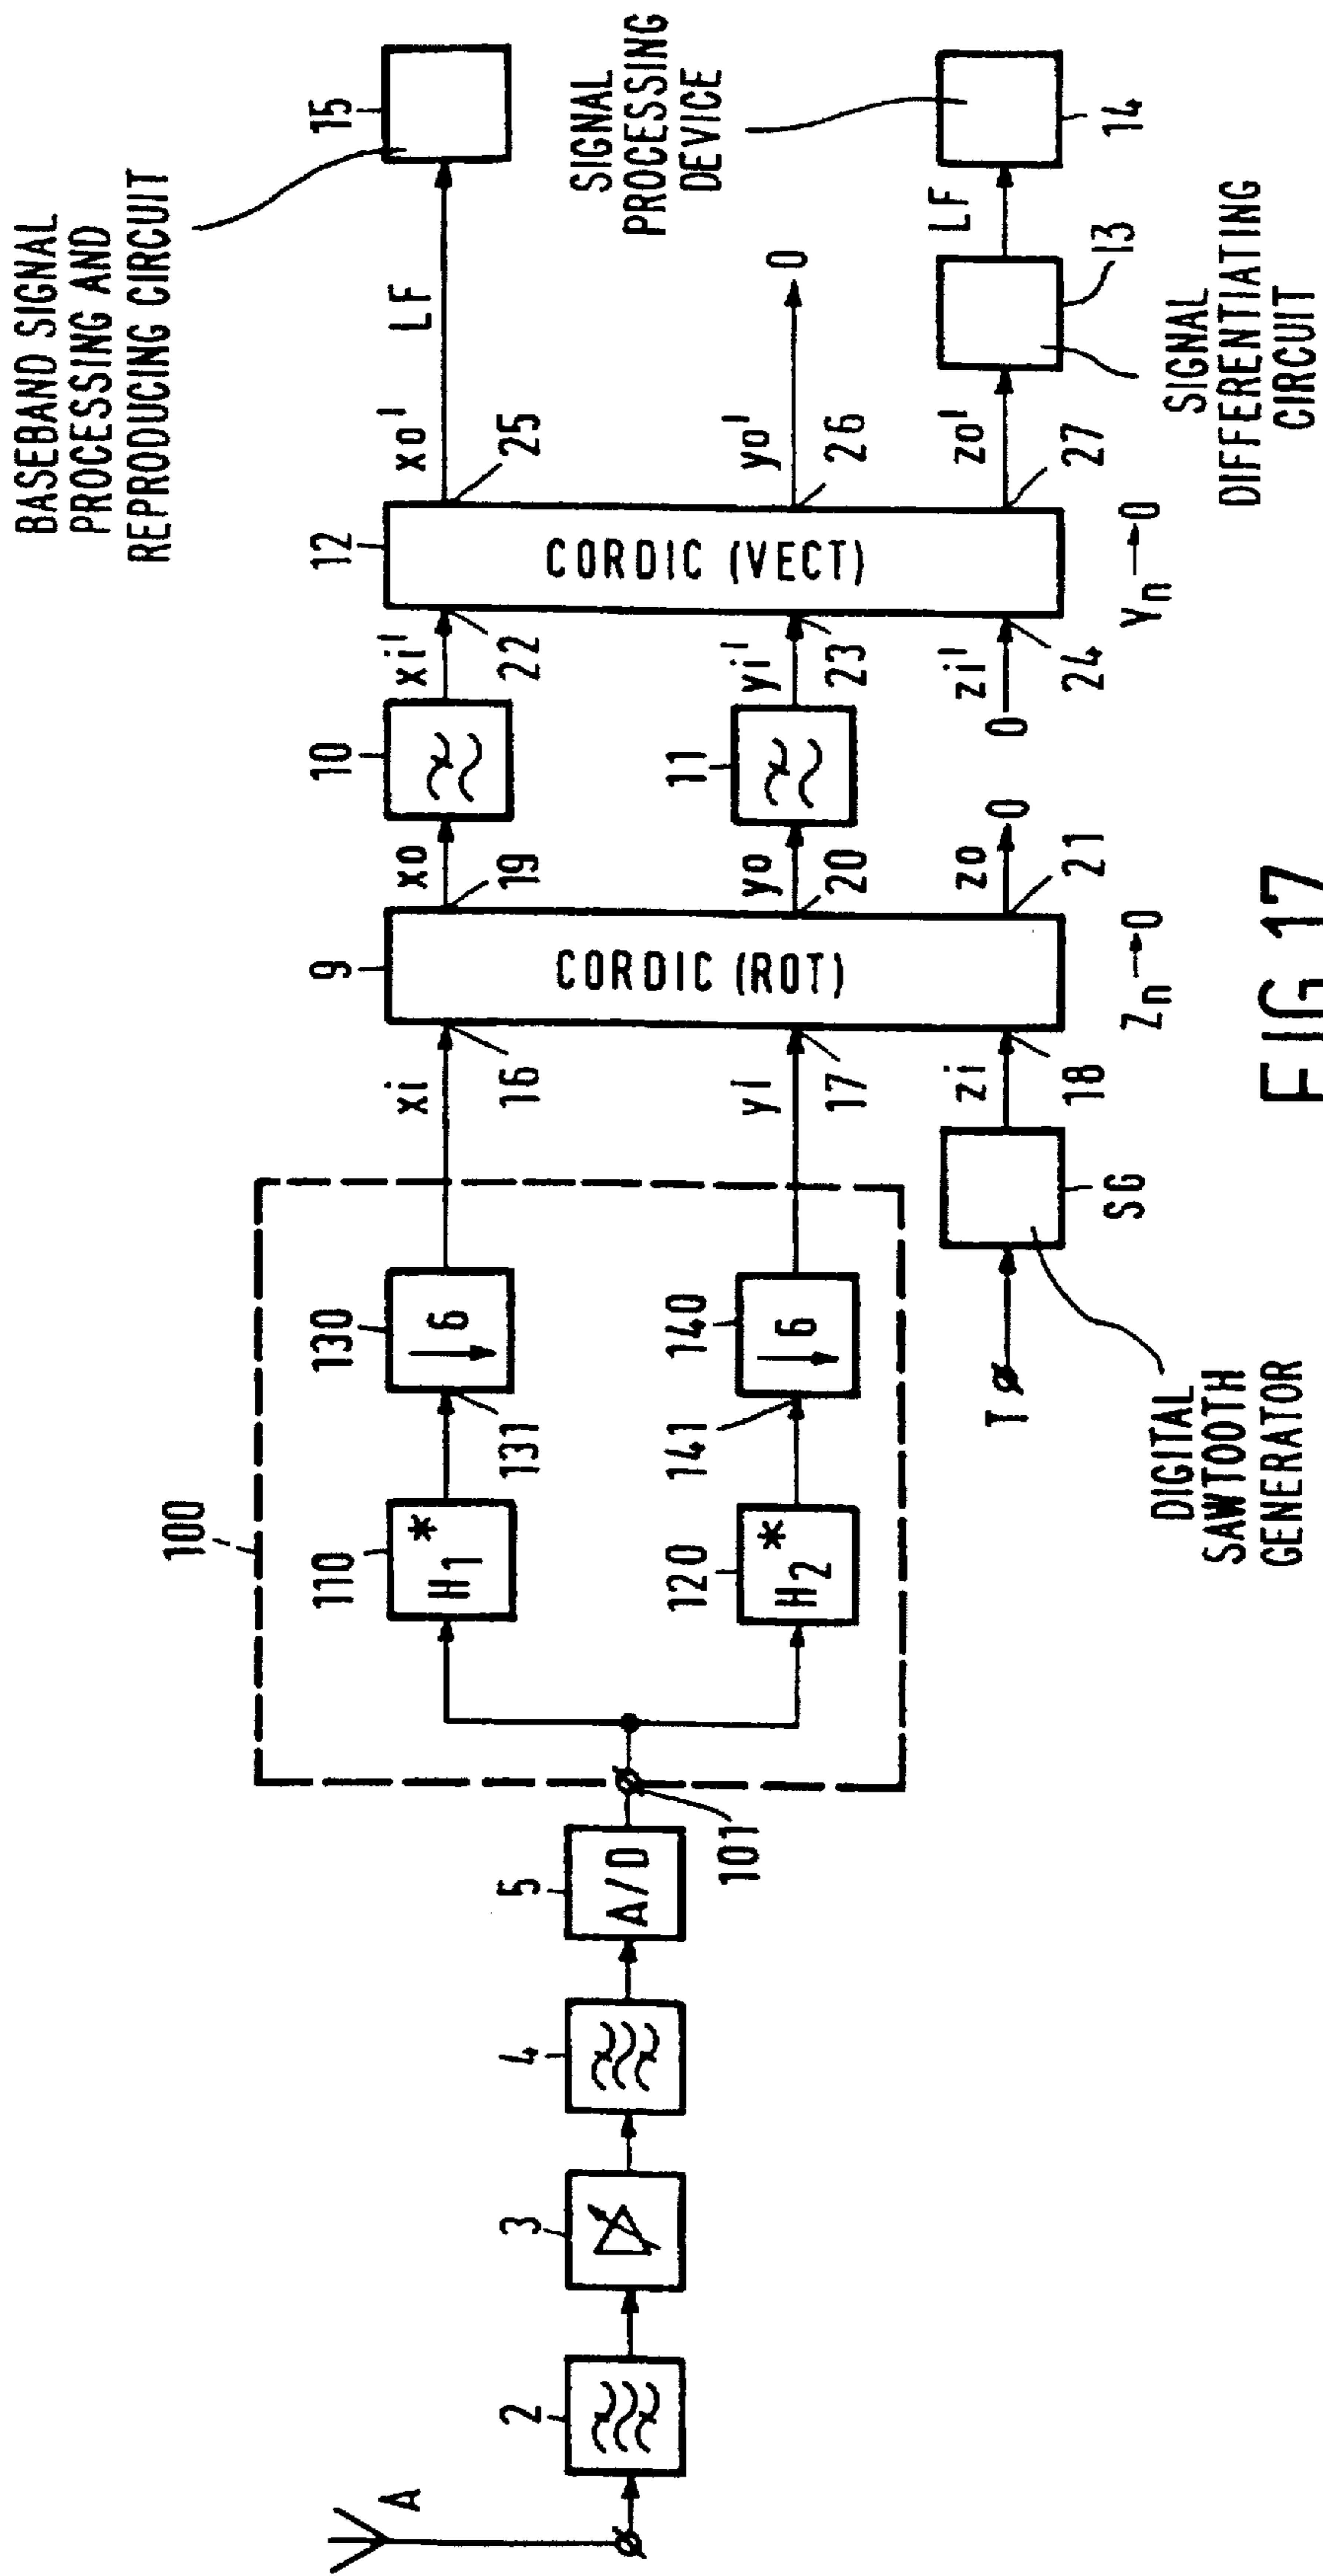 BASEBAND SIGNAL
PROCESSING AND
REPRODUCING CIRCUIT
15
LF
xo'
25
12
CORDIC (VECT)
xi'
22
10
xo
19
9
CORDIC (ROT)
xi
16
130
6
131
110
H1*
100
SIGNAL
PROCESSING
DEVICE
0
yo'
26
yi'
23
11
yo
20
yi
17
140
6
141
120
H2*
101
5
A/D
4
3
2
A
14
LF
13
SIGNAL
DIFFERENTIATING
CIRCUIT
zo'
27
Yn→0
zi'
24
0
0
zo
21
Zn→0
zi
18
SG
T
DIGITAL
SAWTOOTH
GENERATOR
FIG.17